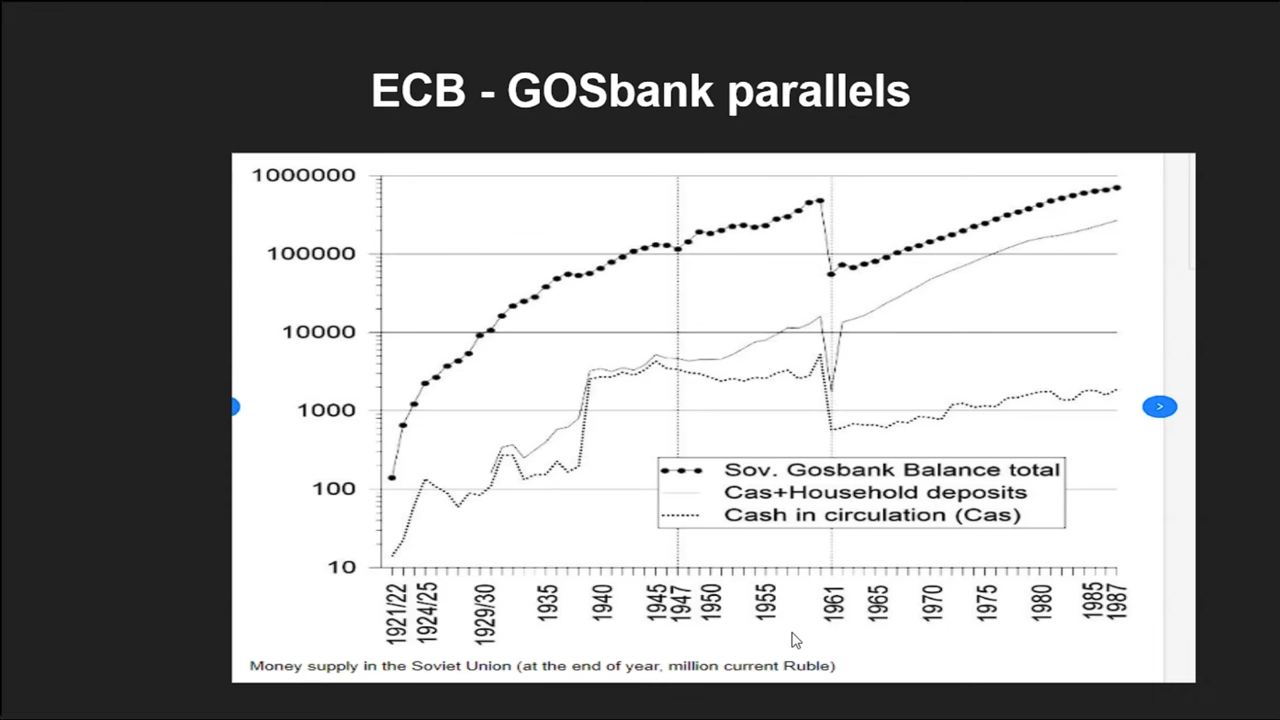 ECB - GOSbank parallels
1000000
100000
10000
1000
100
10
Sov. Gosbank Balance total
Cas+Household deposits
Cash in circulation (Cas)
1921/22 1924/25 1929/30 1935 1940 1945 1947 1950 1955 1961 1965 1970 1975 1980 1985 1987
Money supply in the Soviet Union (at the end of year, million current Ruble)